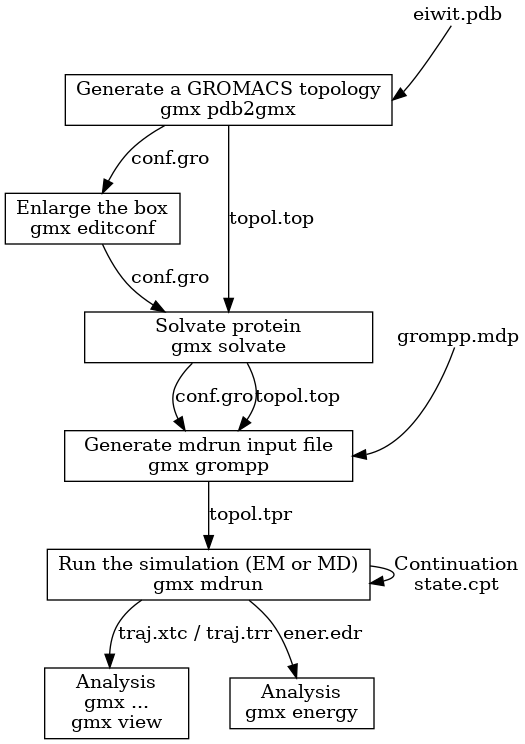 eiwit.pdb
Generate a GROMACS topology
gmx pdb2gmx
conf.gro
Enlarge the box
gmx editconf
topol.top
conf.gro
Solvate protein
gmx solvate
grompp.mdp
conf.gro
topol.top
Generate mdrun input file
gmx grompp
topol.tpr
Run the simulation (EM or MD)
gmx mdrun
Continuation
state.cpt
traj.xtc / traj.trr
ener.edr
Analysis
gmx ...
gmx view
Analysis
gmx energy